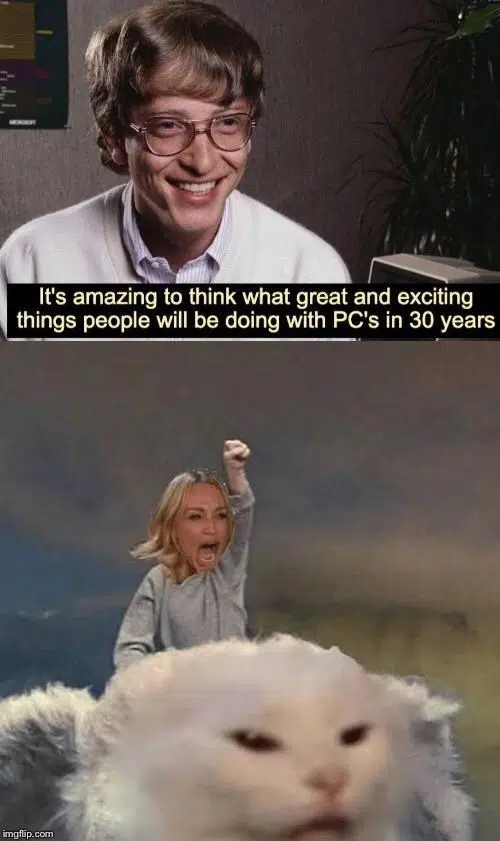 MICROSOFT
It's amazing to think what great and exciting
things people will be doing with PC's in 30 years
imgflip.com